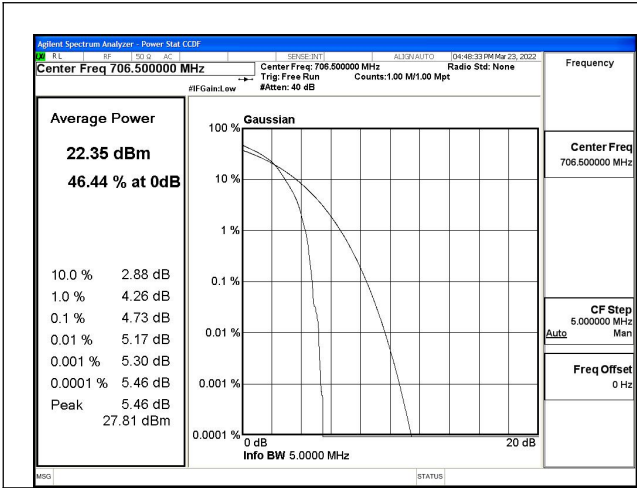 Agilent Spectrum Analyzer - Power Stat CCDF
RL RF 50 Ω AC SENSE:INT ALIGNAUTO 04:48:33 PM Mar 23, 2022
Center Freq 706.500000 MHz
Center Freq: 706.500000 MHz Radio Std: None
Trig: Free Run Counts:1.00 M/1.00 Mpt
#IFGain:Low #Atten: 40 dB
Average Power
22.35 dBm
46.44 % at 0dB
10.0 % 2.88 dB
1.0 % 4.26 dB
0.1 % 4.73 dB
0.01 % 5.17 dB
0.001 % 5.30 dB
0.0001 % 5.46 dB
Peak 5.46 dB
27.81 dBm
Gaussian
100 %
10 %
1 %
0.1 %
0.01 %
0.001 %
0.0001 %
0 dB 20 dB
Info BW 5.0000 MHz
Frequency
Center Freq
706.500000 MHz
CF Step
5.000000 MHz
Auto Man
Freq Offset
0 Hz
MSG STATUS